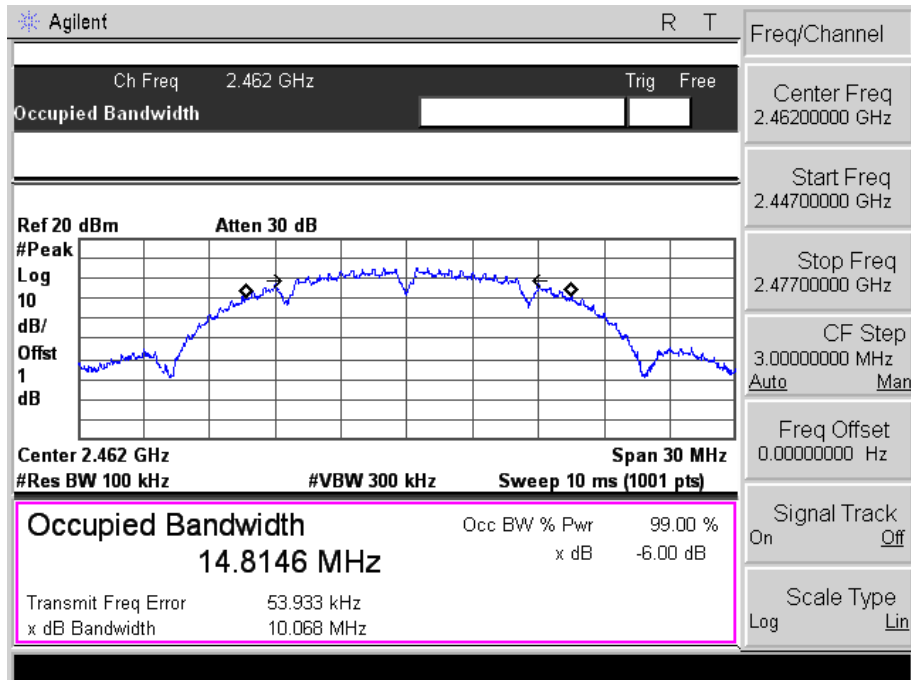 Agilent R T
Ch Freq 2.462 GHz Trig Free
Occupied Bandwidth
Ref 20 dBm Atten 30 dB
#Peak
Log
10
dB/
Offst
1
dB
Center 2.462 GHz Span 30 MHz
#Res BW 100 kHz #VBW 300 kHz Sweep 10 ms (1001 pts)
Occupied Bandwidth
14.8146 MHz
Occ BW % Pwr 99.00 %
x dB -6.00 dB
Transmit Freq Error 53.933 kHz
x dB Bandwidth 10.068 MHz
Freq/Channel
Center Freq
2.46200000 GHz
Start Freq
2.44700000 GHz
Stop Freq
2.47700000 GHz
CF Step
3.00000000 MHz
Auto Man
Freq Offset
0.00000000 Hz
Signal Track
On Off
Scale Type
Log Lin